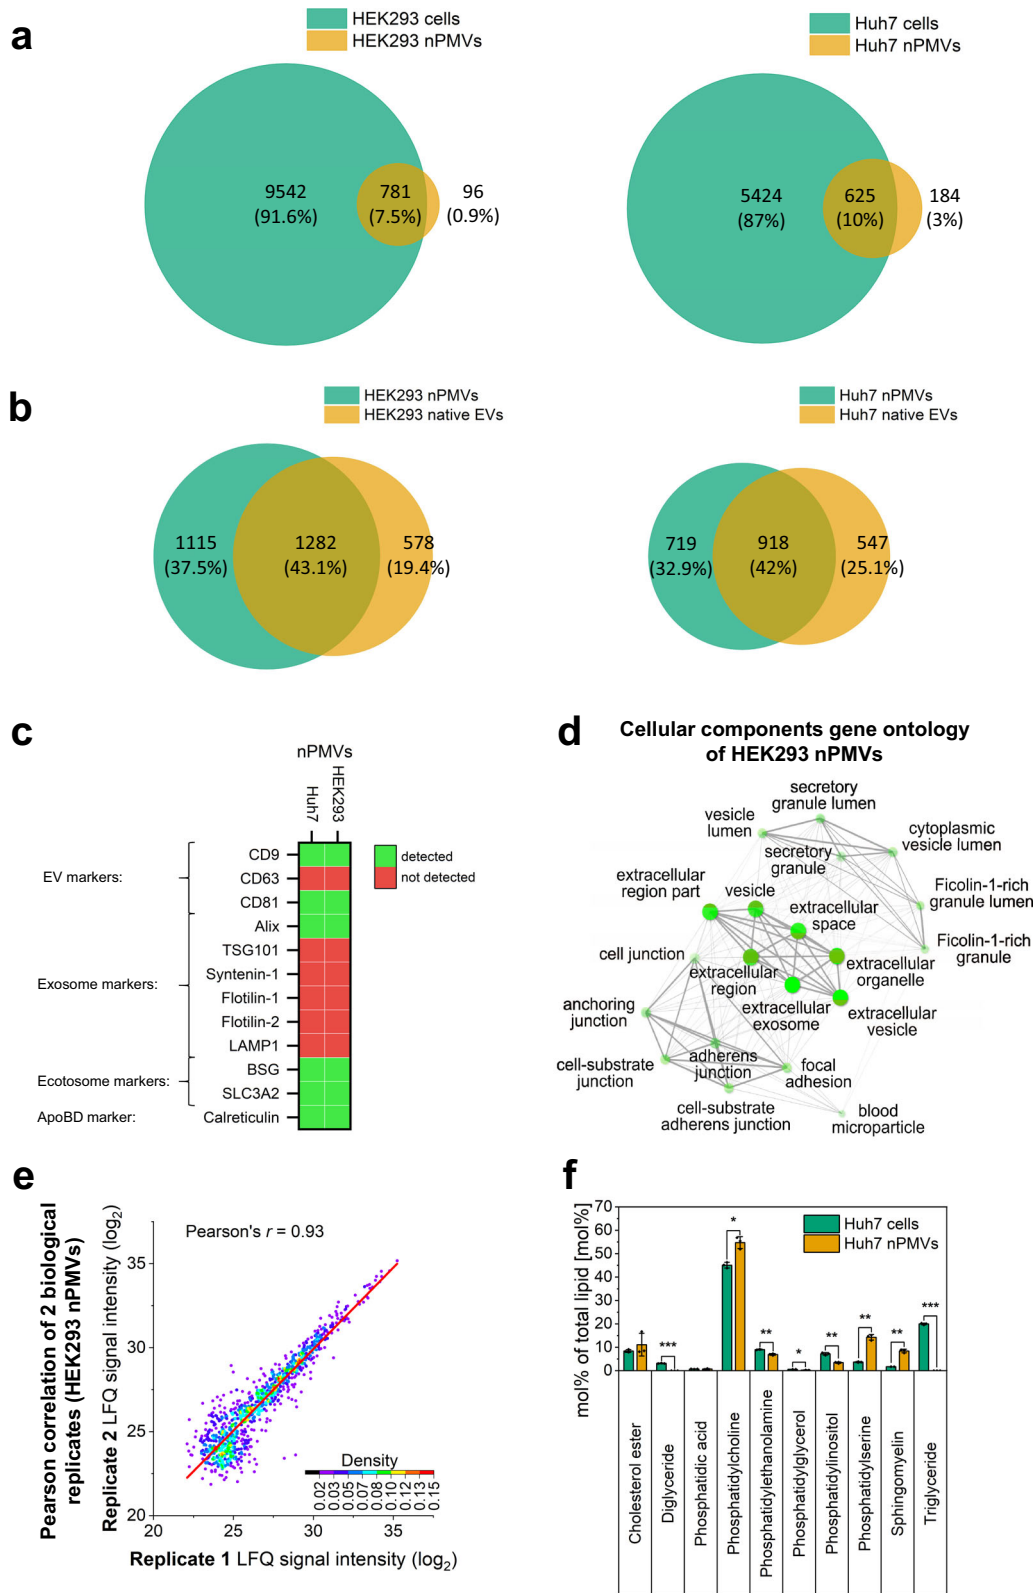 a
HEK293 cells
HEK293 nPMVs
9542
(91.6%)
781
(7.5%)
96
(0.9%)
Huh7 cells
Huh7 nPMVs
5424
(87%)
625
(10%)
184
(3%)
b
HEK293 nPMVs
HEK293 native EVs
1115
(37.5%)
1282
(43.1%)
578
(19.4%)
Huh7 nPMVs
Huh7 native EVs
719
(32.9%)
918
(42%)
547
(25.1%)
c
nPMVs
Huh7
HEK293
detected
not detected
EV markers:
Exosome markers:
Ecotosome markers:
ApoBD marker:
CD9
CD63
CD81
Alix
TSG101
Syntenin-1
Flotilin-1
Flotilin-2
LAMP1
BSG
SLC3A2
Calreticulin
d
Cellular components gene ontology
of HEK293 nPMVs
secretory
granule lumen
vesicle
lumen
cytoplasmic
vesicle lumen
secretory
granule
extracellular
region part
vesicle
Ficolin-1-rich
granule lumen
extracellular
space
cell junction
Ficolin-1-rich
granule
extracellular
region
extracellular
organelle
anchoring
junction
extracellular
exosome
extracellular
vesicle
cell-substrate
junction
adherens
junction
focal
adhesion
cell-substrate
adherens junction
blood
microparticle
e
Pearson correlation of 2 biological
replicates (HEK293 nPMVs)
Replicate 2 LFQ signal intensity (log2)
Pearson's r = 0.93
35
30
25
20
20
25
30
35
Density
0.02
0.03
0.05
0.07
0.08
0.10
0.12
0.13
0.15
Replicate 1 LFQ signal intensity (log2)
f
mol% of total lipid [mol%]
70
60
50
40
30
20
10
0
Huh7 cells
Huh7 nPMVs
***
*
**
*
**
**
**
***
Cholesterol ester
Diglyceride
Phosphatidic acid
Phosphatidylcholine
Phosphatidylethanolamine
Phosphatidylglycerol
Phosphatidylinositol
Phosphatidylserine
Sphingomyelin
Triglyceride